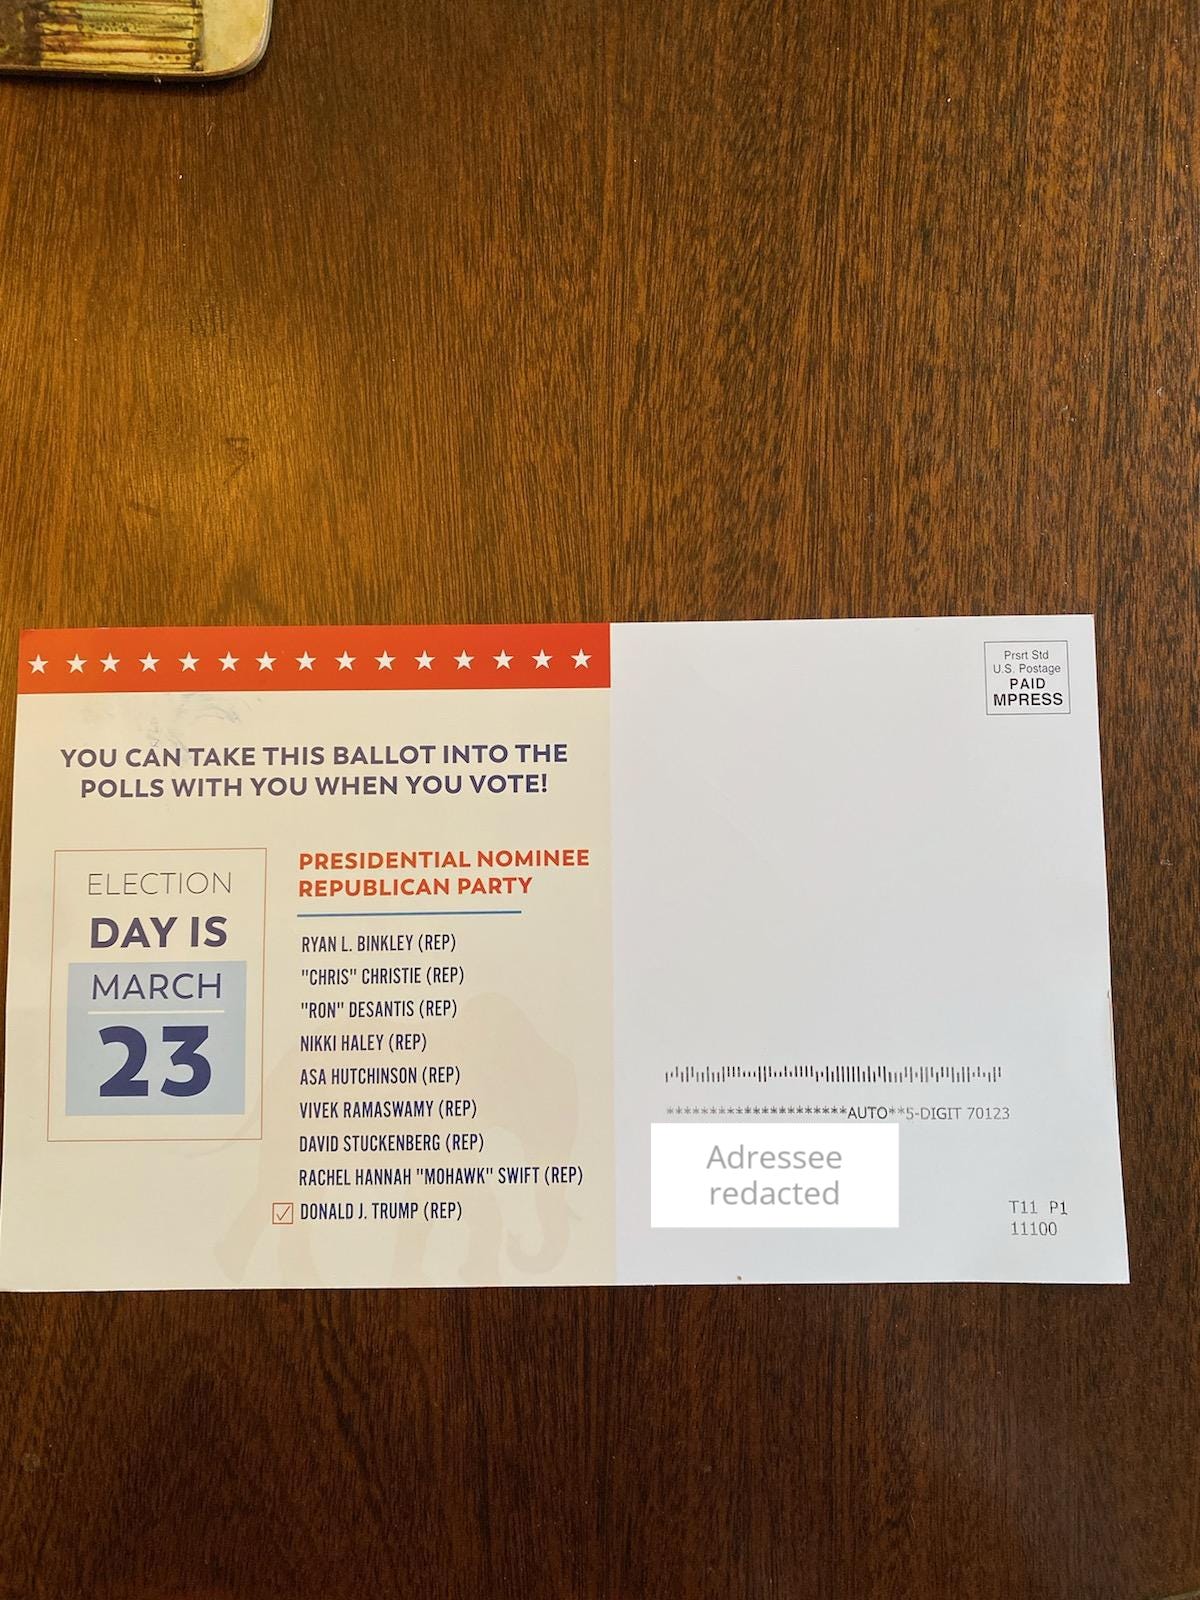 YOU CAN TAKE THIS BALLOT INTO THE
POLLS WITH YOU WHEN YOU VOTE!
ELECTION
DAY IS
MARCH
23
PRESIDENTIAL NOMINEE
REPUBLICAN PARTY
RYAN L. BINKLEY (REP)
"CHRIS" CHRISTIE (REP)
"RON" DESANTIS (REP)
NIKKI HALEY (REP)
ASA HUTCHINSON (REP)
VIVEK RAMASWAMY (REP)
DAVID STUCKENBERG (REP)
RACHEL HANNAH "MOHAWK" SWIFT (REP)
DONALD J. TRUMP (REP)
Prsrt Std
U.S. Postage
PAID
MPRESS
*********************AUTO**5-DIGIT 70123
Adressee
redacted
T11 P1
11100